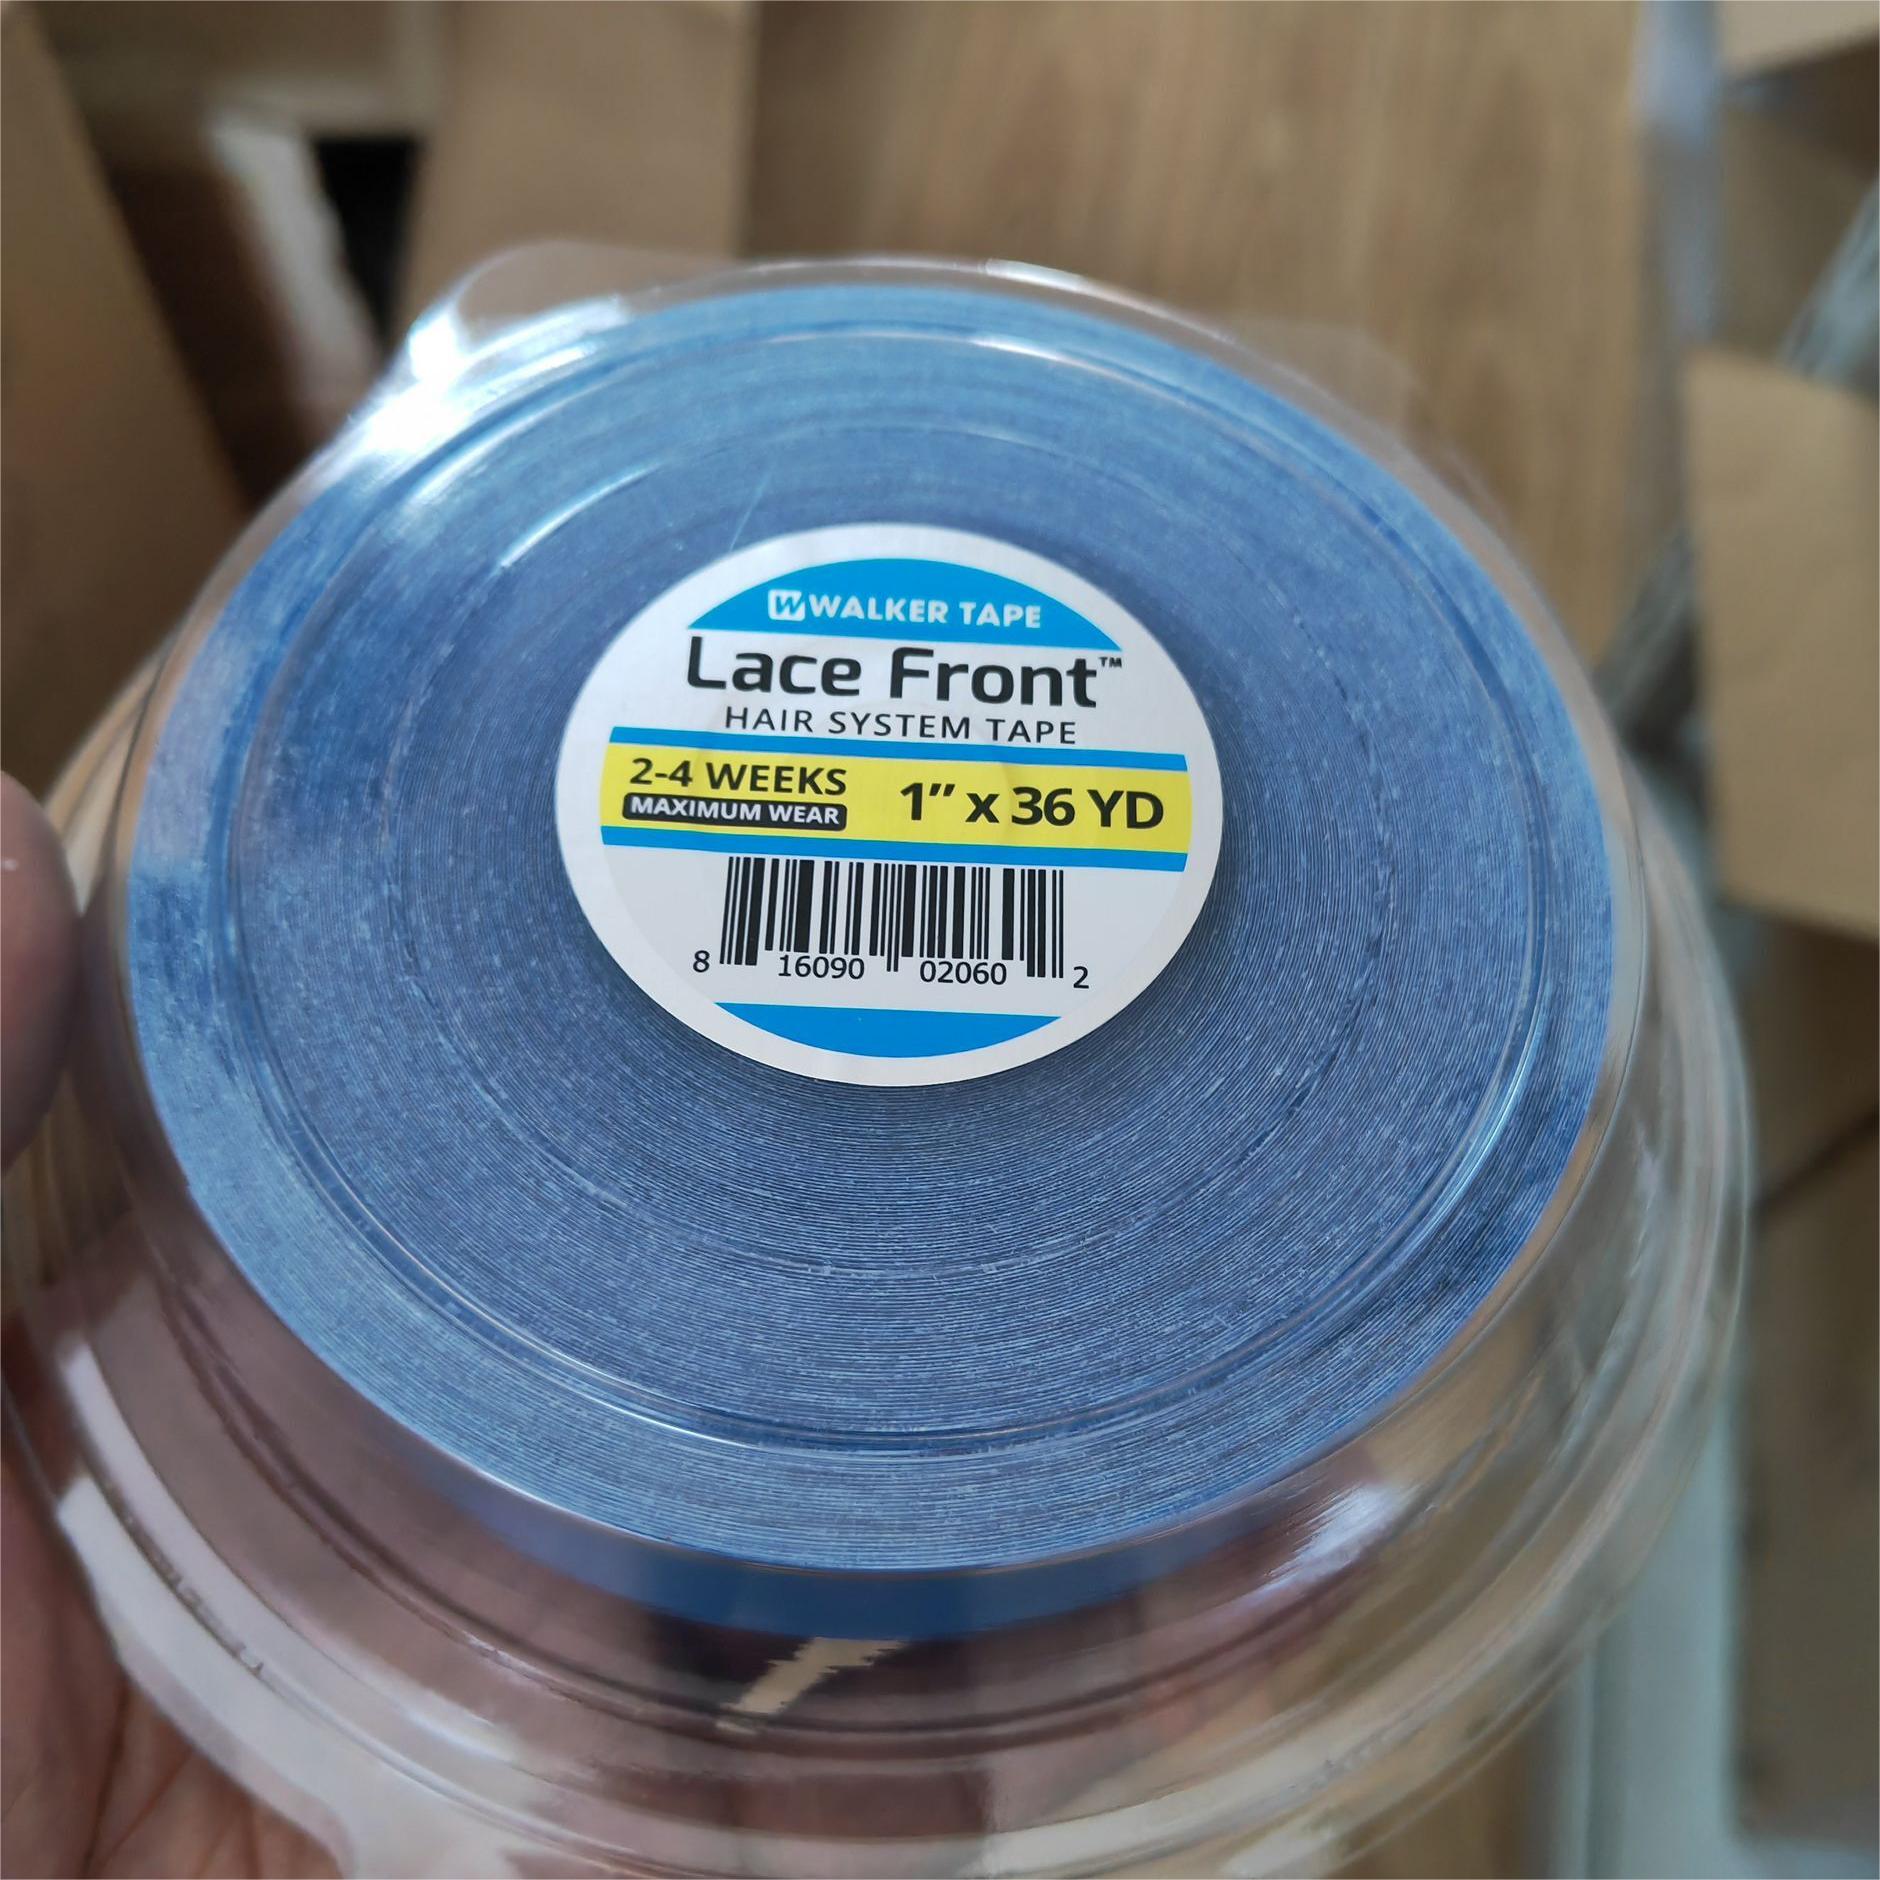 W WALKER TAPE
Lace Front™
HAIR SYSTEM TAPE
2-4 WEEKS
MAXIMUM WEAR
1” x 36 YD
8 16090 02060 2